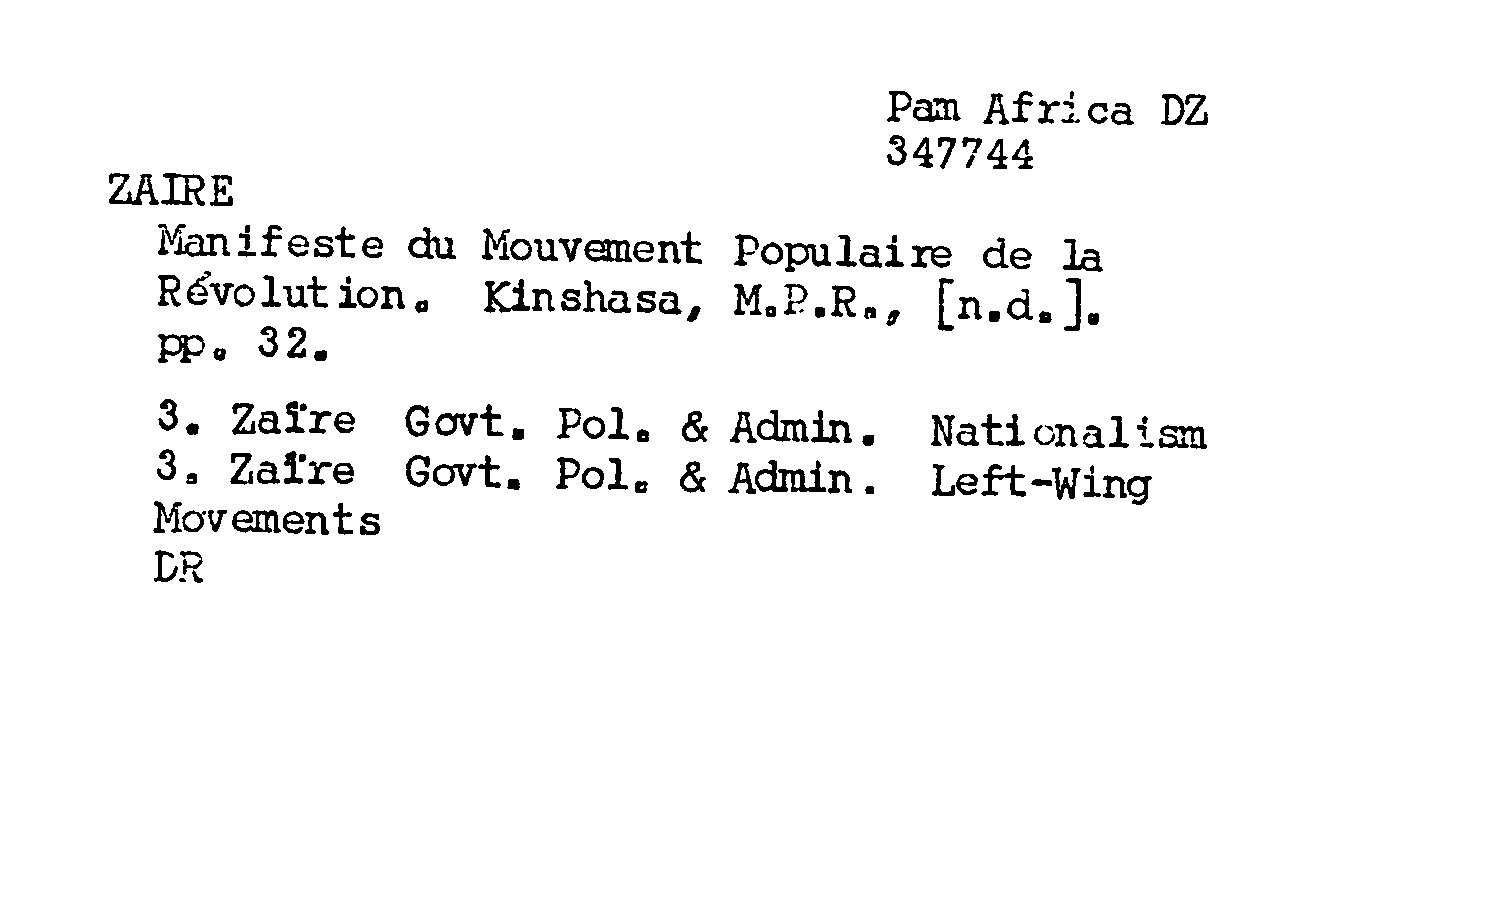 Pam Africa DZ
347744
ZAIRE
Manifeste du Mouvement Populaire de la
Révolution. Kinshasa, M.P.R., [n.d.].
pp. 32.
3. Zaïre Govt. Pol. & Admin. Nationalism
3. Zaïre Govt. Pol. & Admin. Left-Wing
Movements
DR